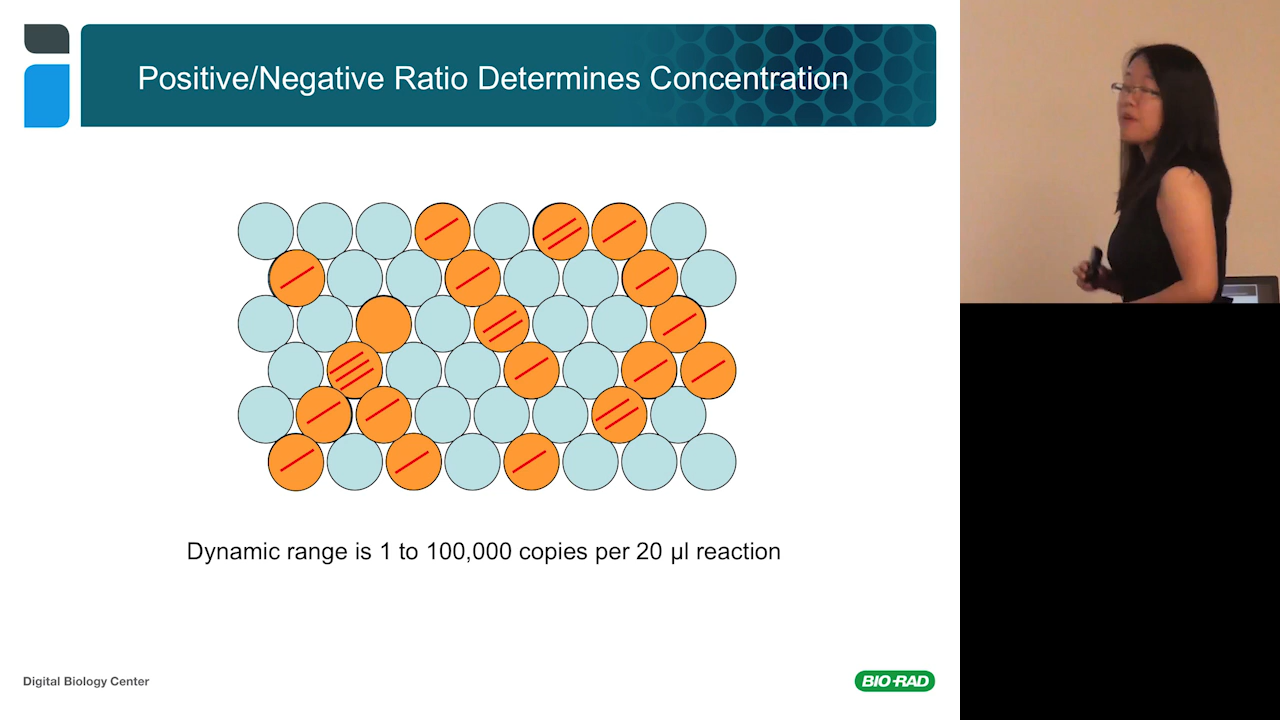 Positive/Negative Ratio Determines Concentration
Dynamic range is 1 to 100,000 copies per 20 µl reaction
Digital Biology Center
BIO-RAD